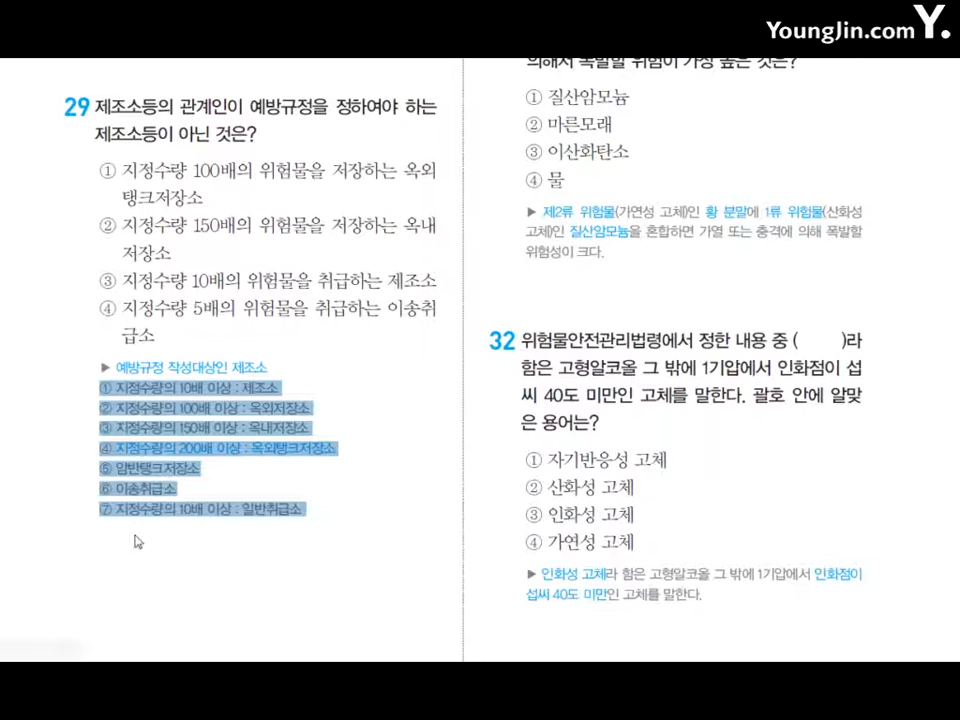 YoungJin.com Y.
29 제조소등의 관계인이 예방규정을 정하여야 하는
제조소등이 아닌 것은?
① 지정수량 100배의 위험물을 저장하는 옥외
탱크저장소
② 지정수량 150배의 위험물을 저장하는 옥내
저장소
③ 지정수량 10배의 위험물을 취급하는 제조소
④ 지정수량 5배의 위험물을 취급하는 이송취
급소
▶ 예방규정 작성대상인 제조소
① 지정수량의 10배 이상 : 제조소
② 지정수량의 100배 이상 : 옥외저장소
③ 지정수량의 150배 이상 : 옥내저장소
④ 지정수량의 200배 이상 : 옥외탱크저장소
⑤ 암반탱크저장소
⑥ 이송취급소
⑦ 지정수량의 10배 이상 : 일반취급소
의해서 폭발할 위험이 가장 높은 것은?
① 질산암모늄
② 마른모래
③ 이산화탄소
④ 물
▶ 제2류 위험물(가연성 고체)인 황 분말에 1류 위험물(산화성
고체)인 질산암모늄을 혼합하면 가열 또는 충격에 의해 폭발할
위험성이 크다.
32 위험물안전관리법령에서 정한 내용 중 (　　)라
함은 고형알코올 그 밖에 1기압에서 인화점이 섭
씨 40도 미만인 고체를 말한다. 괄호 안에 알맞
은 용어는?
① 자기반응성 고체
② 산화성 고체
③ 인화성 고체
④ 가연성 고체
▶ 인화성 고체라 함은 고형알코올 그 밖에 1기압에서 인화점이
섭씨 40도 미만인 고체를 말한다.